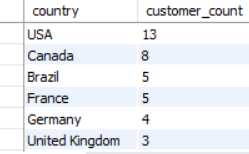 country customer_count
USA 13
Canada 8
Brazil 5
France 5
Germany 4
United Kingdom 3